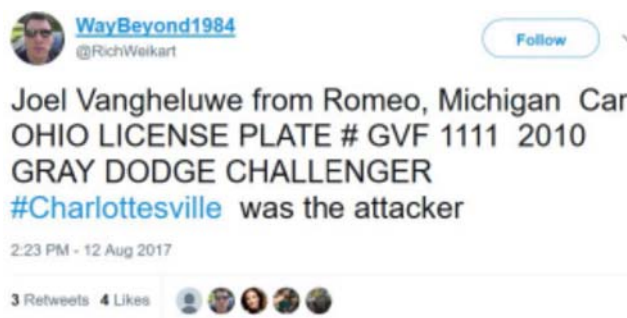 WayBeyond1984
@RichWeikart
Follow
Joel Vangheluwe from Romeo, Michigan Car
OHIO LICENSE PLATE # GVF 1111 2010
GRAY DODGE CHALLENGER
#Charlottesville was the attacker
2:23 PM - 12 Aug 2017
3 Retweets 4 Likes